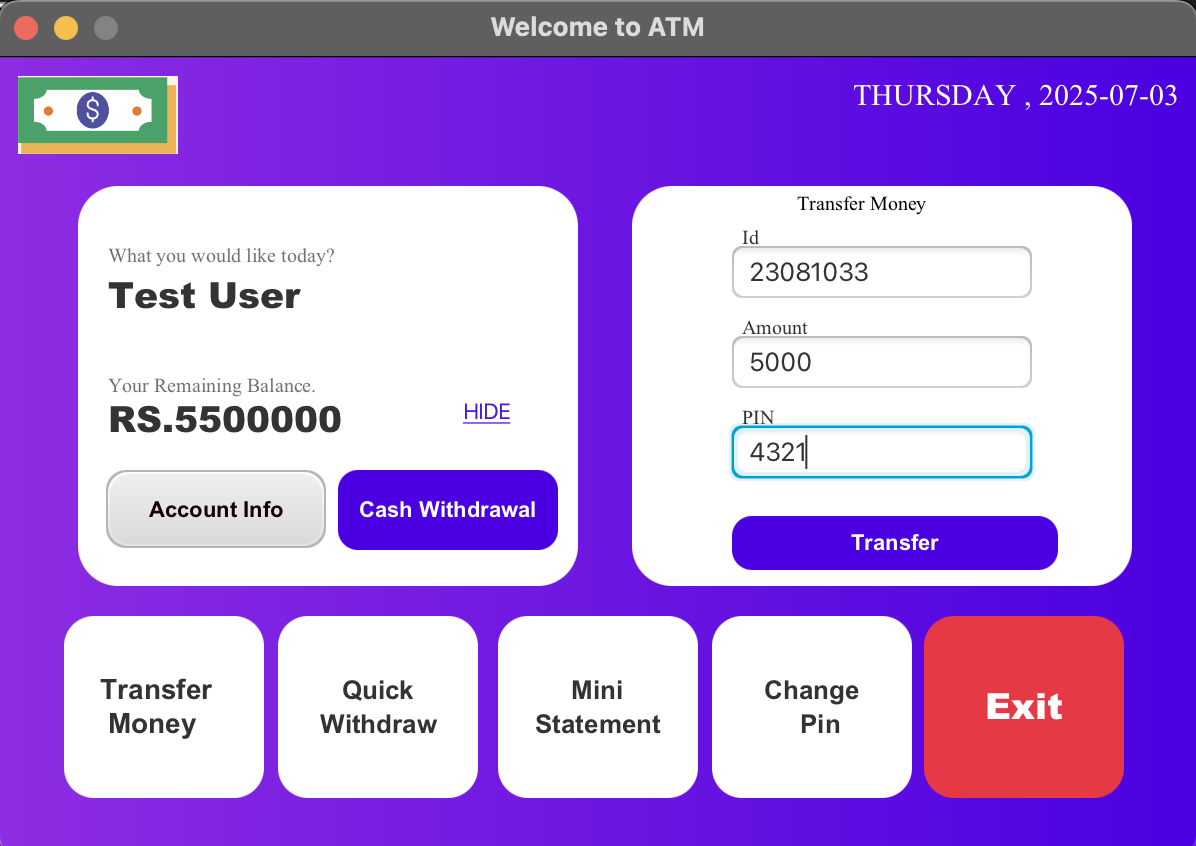 Welcome to ATM
$
THURSDAY , 2025-07-03
What you would like today?
Test User
Your Remaining Balance.
RS.5500000
HIDE
Account Info
Cash Withdrawal
Transfer Money
Id
23081033
Amount
5000
PIN
4321
Transfer
Transfer
Money
Quick
Withdraw
Mini
Statement
Change
Pin
Exit